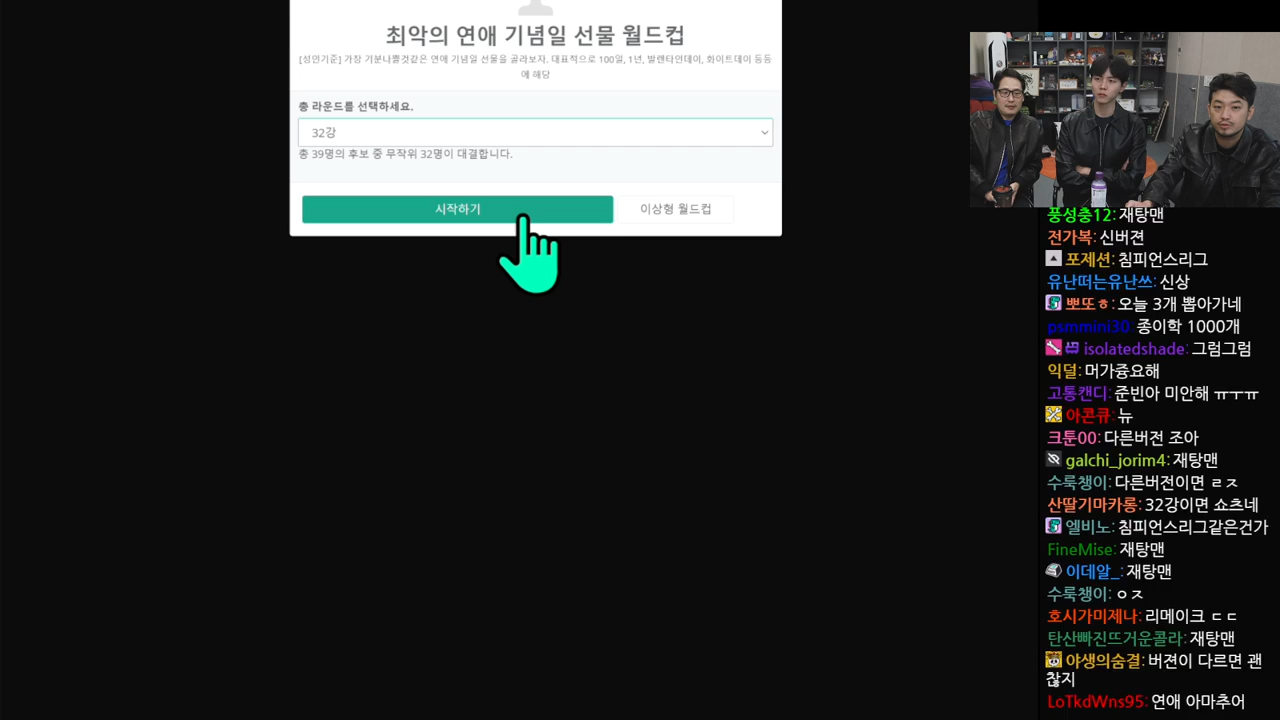 최악의 연애 기념일 선물 월드컵
[성인기준] 가장 기분나쁠것같은 연애 기념일 선물을 골라보자. 대표적으로 100일, 1년, 발렌타인데이, 화이트데이 등등
에 해당
총 라운드를 선택하세요.
32강
총 39명의 후보 중 무작위 32명이 대결합니다.
시작하기
이상형 월드컵
풍성충12: 재탕맨
전가복: 신버젼
포제션: 침피언스리그
유난떠는유난쓰: 신상
뽀또ㅎ: 오늘 3개 뽑아가네
psmmini30: 종이학 1000개
isolatedshade: 그럼그럼
익덜: 머가즁요해
고통캔디: 준빈아 미안해 ㅠㅜㅠ
아콘큐: 뉴
크툰00: 다른버전 조아
galchi_jorim4: 재탕맨
수룩챙이: 다른버전이면 ㄹㅈ
산딸기마카롱: 32강이면 쇼츠네
엘비노: 침피언스리그같은건가
FineMise: 재탕맨
이데알_: 재탕맨
수룩챙이: ㅇㅈ
호시가미제나: 리메이크 ㄷㄷ
탄산빠진뜨거운콜라: 재탕맨
야생의숨결: 버젼이 다르면 괜
찮지
LoTkdWns95: 연애 아마추어